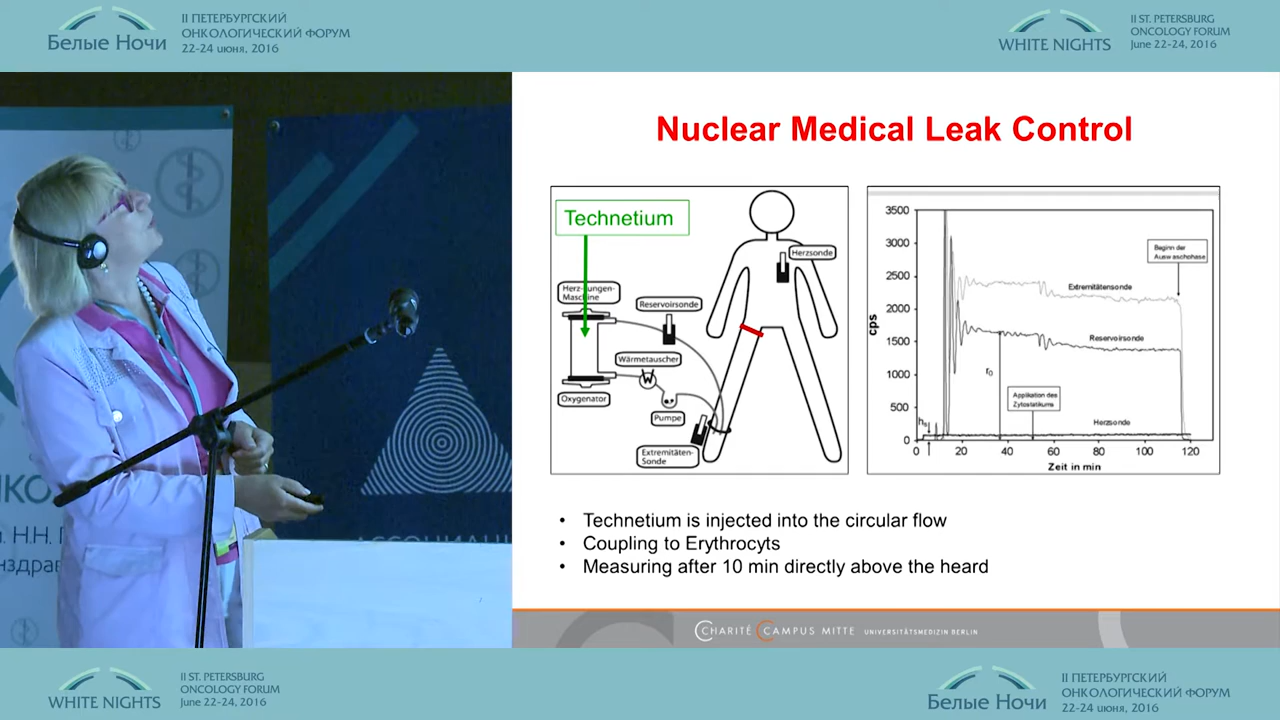 II ПЕТЕРБУРГСКИЙ
ОНКОЛОГИЧЕСКИЙ ФОРУМ
Белые Ночи
22-24 июня, 2016
WHITE NIGHTS
II ST. PETERSBURG
ONCOLOGY FORUM
June 22-24, 2016
Nuclear Medical Leak Control
Technetium
Herzsonde
Reservoirsonde
Wärmetauscher
W
Oxygenator
Pumpe
Extremitäten-
Sonde
3500
3000
2500
2000
1500
1000
500
0
cps
Beginn der
Auswaschphase
Extremitätensonde
Reservoirsonde
r0
Applikation des
Zytostatikums
Herzsonde
0 20 40 60 80 100 120
Zeit in min
• Technetium is injected into the circular flow
• Coupling to Erythrocyts
• Measuring after 10 min directly above the heard
CHARITÉ CAMPUS MITTE UNIVERSITÄTSMEDIZIN BERLIN
Н.Н.
WHITE NIGHTS
II ST. PETERSBURG
ONCOLOGY FORUM
June 22-24, 2016
Белые Ночи
II ПЕТЕРБУРГСКИЙ
ОНКОЛОГИЧЕСКИЙ ФОРУМ
22-24 июня, 2016